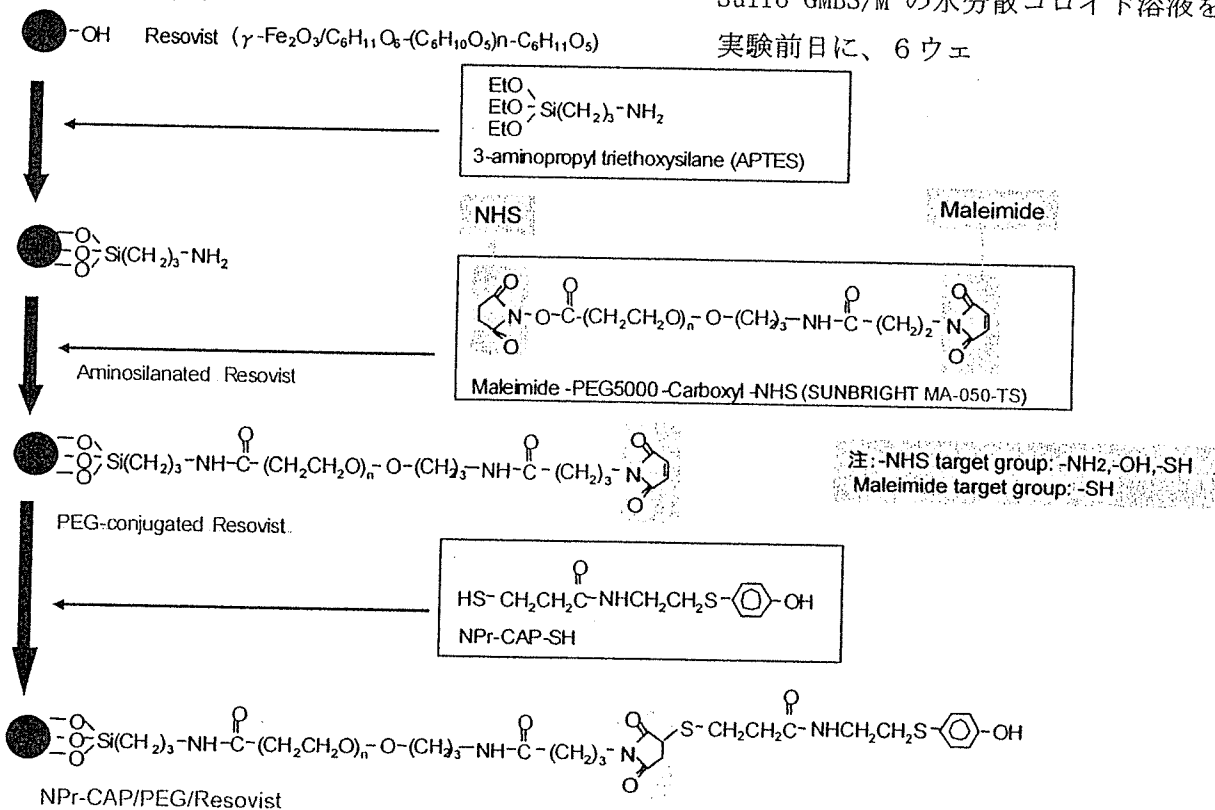 Sulfo GMBS/M の水分散コロイド溶液を
実験前日に、６ウェ
-OH Resovist (γ-Fe2O3/C6H11O6-(C6H10O5)n-C6H11O5)
EtO
EtO-Si(CH2)3-NH2
EtO
3-aminopropyl triethoxysilane (APTES)
NHS
Maleimide
-O
-O-Si(CH2)3-NH2
O
O O O O
N-O-C-(CH2CH2O)n-O-(CH2)3-NH-C-(CH2)2-N
O O
Aminosilanated Resovist
Maleimide-PEG5000-Carboxyl-NHS (SUNBRIGHT MA-050-TS)
-O O O O
-O-Si(CH2)3-NH-C-(CH2CH2O)n-O-(CH2)3-NH-C-(CH2)3-N
O O
注:-NHS target group: -NH2,-OH,-SH
Maleimide target group: -SH
PEG-conjugated Resovist
O
HS-CH2CH2C-NHCH2CH2S-OH
NPr-CAP-SH
O
-O O O O S-CH2CH2C-NHCH2CH2S-OH
-O-Si(CH2)3-NH-C-(CH2CH2O)n-O-(CH2)3-NH-C-(CH2)3-N
O O
NPr-CAP/PEG/Resovist